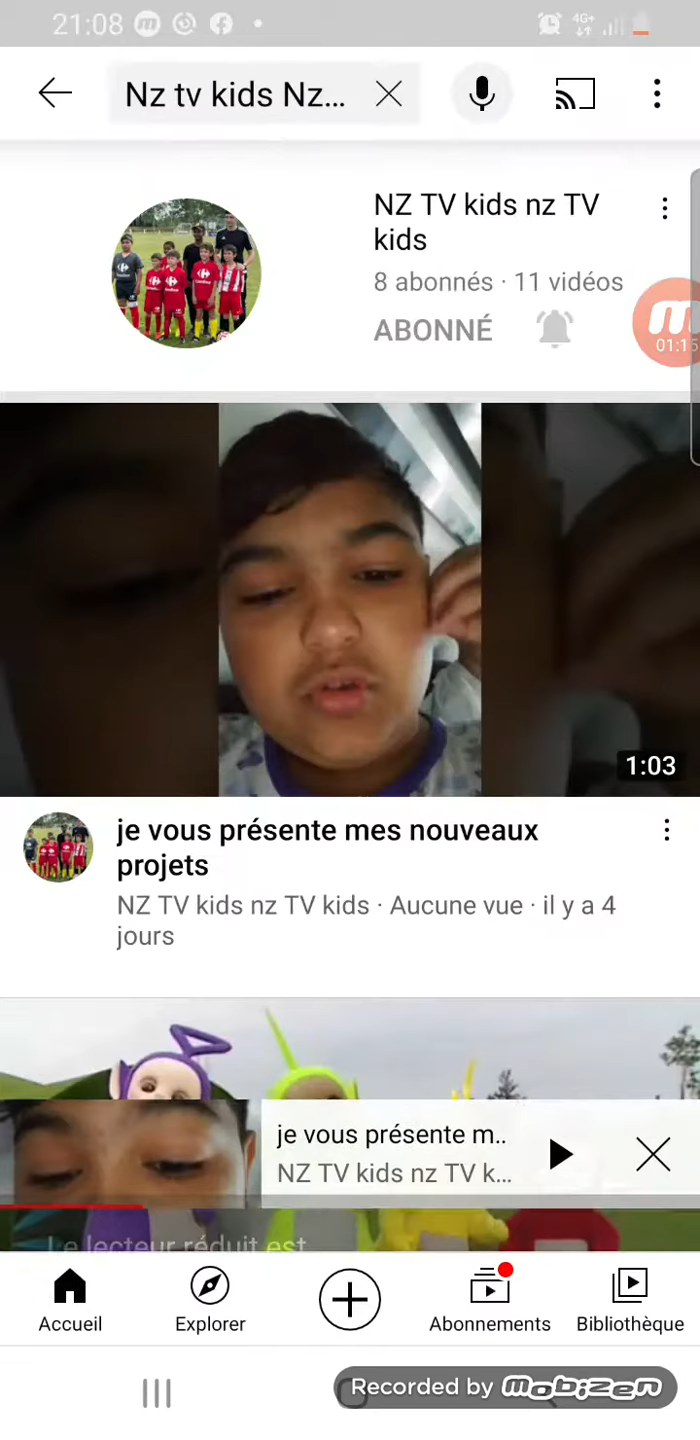 21:08
4G+
Nz tv kids Nz...
NZ TV kids nz TV
kids
8 abonnés · 11 vidéos
ABONNÉ
01:15
1:03
je vous présente mes nouveaux
projets
NZ TV kids nz TV kids · Aucune vue · il y a 4
jours
je vous présente m..
NZ TV kids nz TV k...
Le lecteur réduit est
Accueil
Explorer
Abonnements
Bibliothèque
Recorded by mobizen